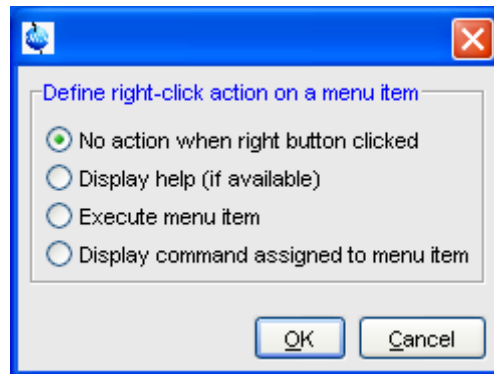 Define right-click action on a menu item
No action when right button clicked
Display help (if available)
Execute menu item
Display command assigned to menu item
OK
Cancel